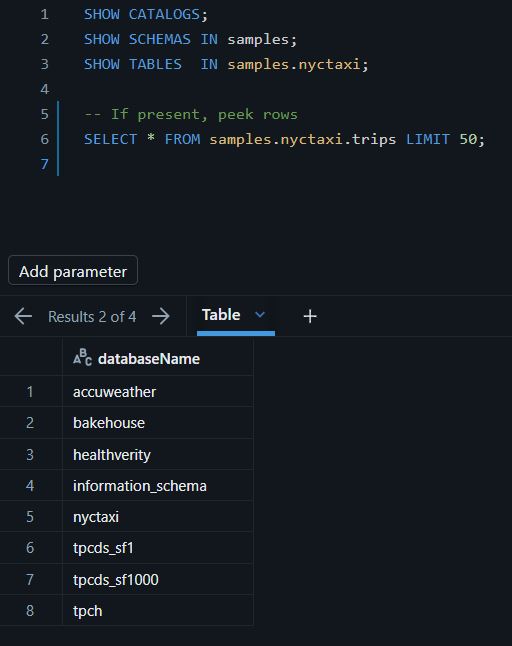 1 SHOW CATALOGS;
2 SHOW SCHEMAS IN samples;
3 SHOW TABLES  IN samples.nyctaxi;
4
5 -- If present, peek rows
6 SELECT * FROM samples.nyctaxi.trips LIMIT 50;
7
Add parameter
Results 2 of 4 Table +
ABC databaseName
1 accuweather
2 bakehouse
3 healthverity
4 information_schema
5 nyctaxi
6 tpcds_sf1
7 tpcds_sf1000
8 tpch